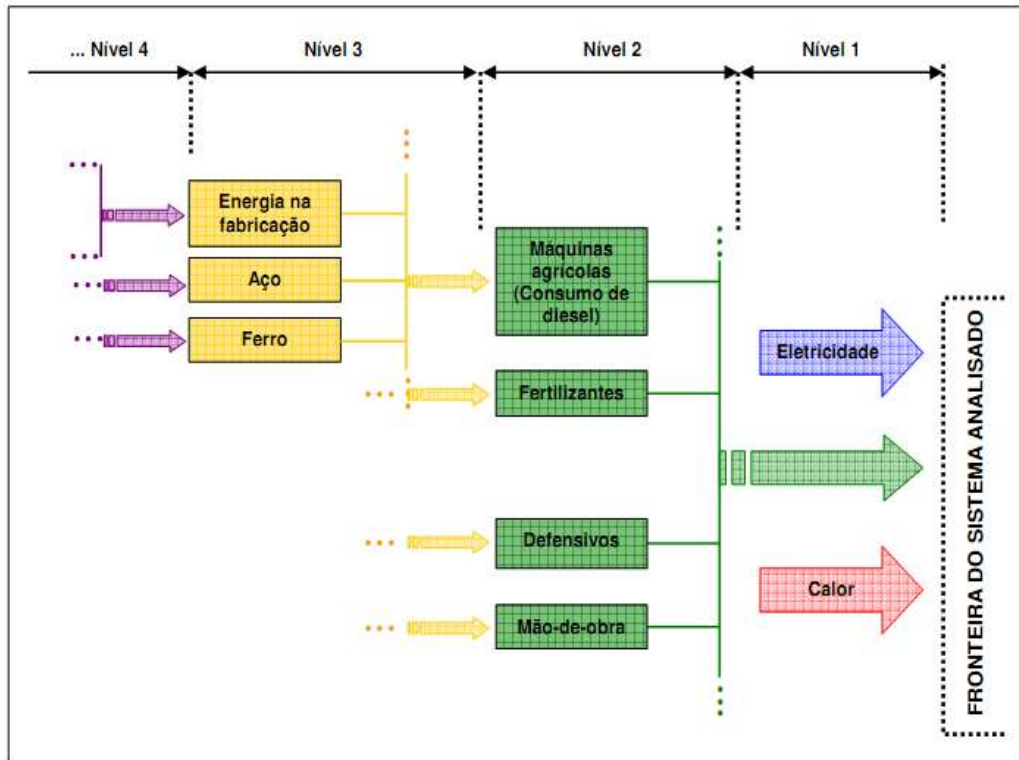 ... Nível 4
Nível 3
Nível 2
Nível 1
Energia na
fabricação
Aço
Ferro
Máquinas
agrícolas
(Consumo de
diesel)
Fertilizantes
Defensivos
Mão-de-obra
Eletricidade
Calor
FRONTEIRA DO SISTEMA ANALISADO